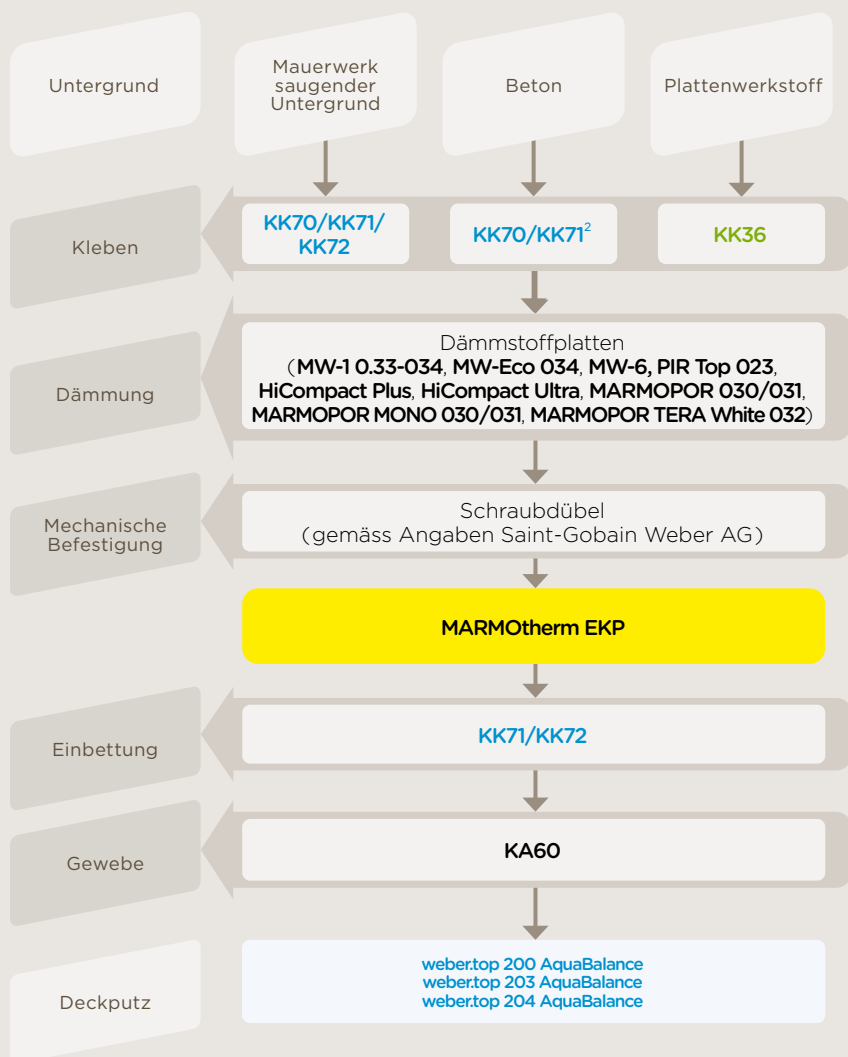 Untergrund
Mauerwerk
saugender
Untergrund
Beton
Plattenwerkstoff
Kleben
KK70/KK71/
KK72
KK70/KK71²
KK36
Dämmung
Dämmstoffplatten
(MW-1 0.33-034, MW-Eco 034, MW-6, PIR Top 023,
HiCompact Plus, HiCompact Ultra, MARMOPOR 030/031,
MARMOPOR MONO 030/031, MARMOPOR TERA White 032)
Mechanische
Befestigung
Schraubdübel
(gemäss Angaben Saint-Gobain Weber AG)
MARMOtherm EKP
Einbettung
KK71/KK72
Gewebe
KA60
Deckputz
weber.top 200 AquaBalance
weber.top 203 AquaBalance
weber.top 204 AquaBalance